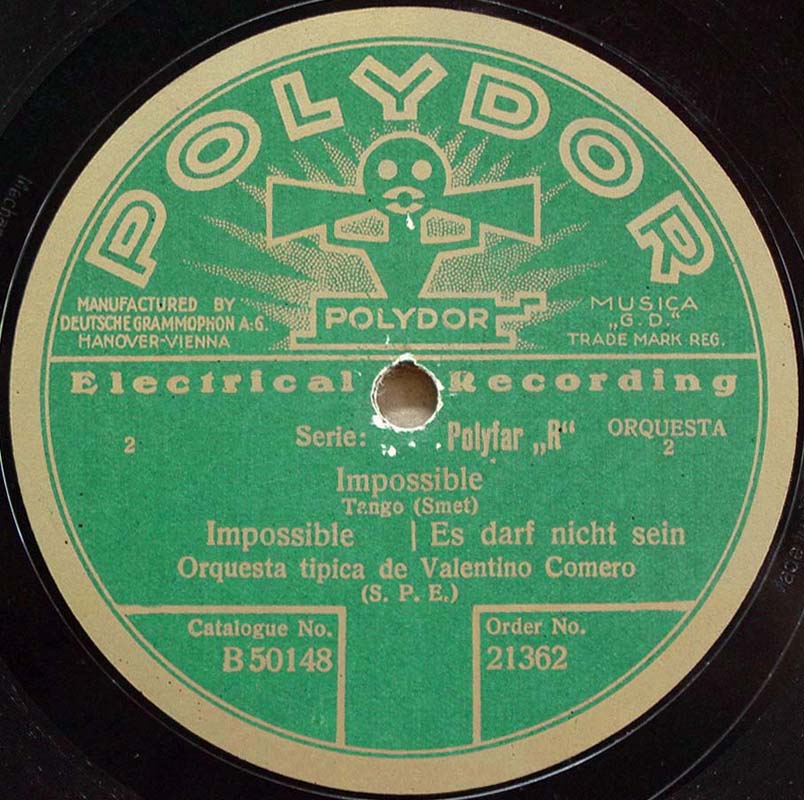 POLYDOR
MANUFACTURED BY
DEUTSCHE GRAMMOPHON A:G.
HANOVER-VIENNA
POLYDOR
MUSICA
„G.D.“
TRADE MARK REG.
Electrical Recording
2
Serie: Polyfar „R“
ORQUESTA
2
Impossible
Tango (Smet)
Impossible | Es darf nicht sein
Orquesta tipica de Valentino Comero
(S. P. E.)
Catalogue No.
B 50148
Order No.
21362